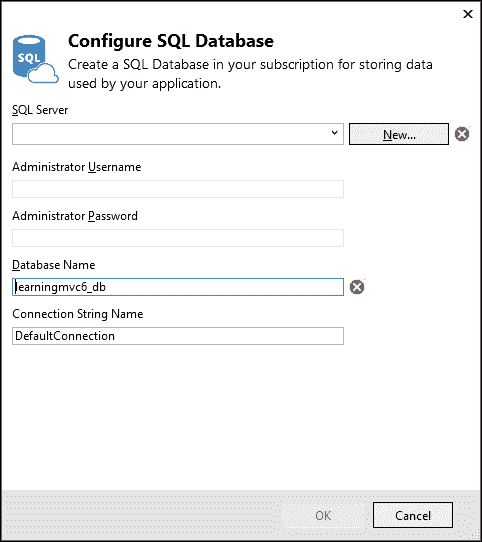 Configure SQL Database
SQL
Create a SQL Database in your subscription for storing data
used by your application.
SQL Server
New...
Administrator Username
Administrator Password
Database Name
learningmvc6_db
Connection String Name
DefaultConnection
OK
Cancel